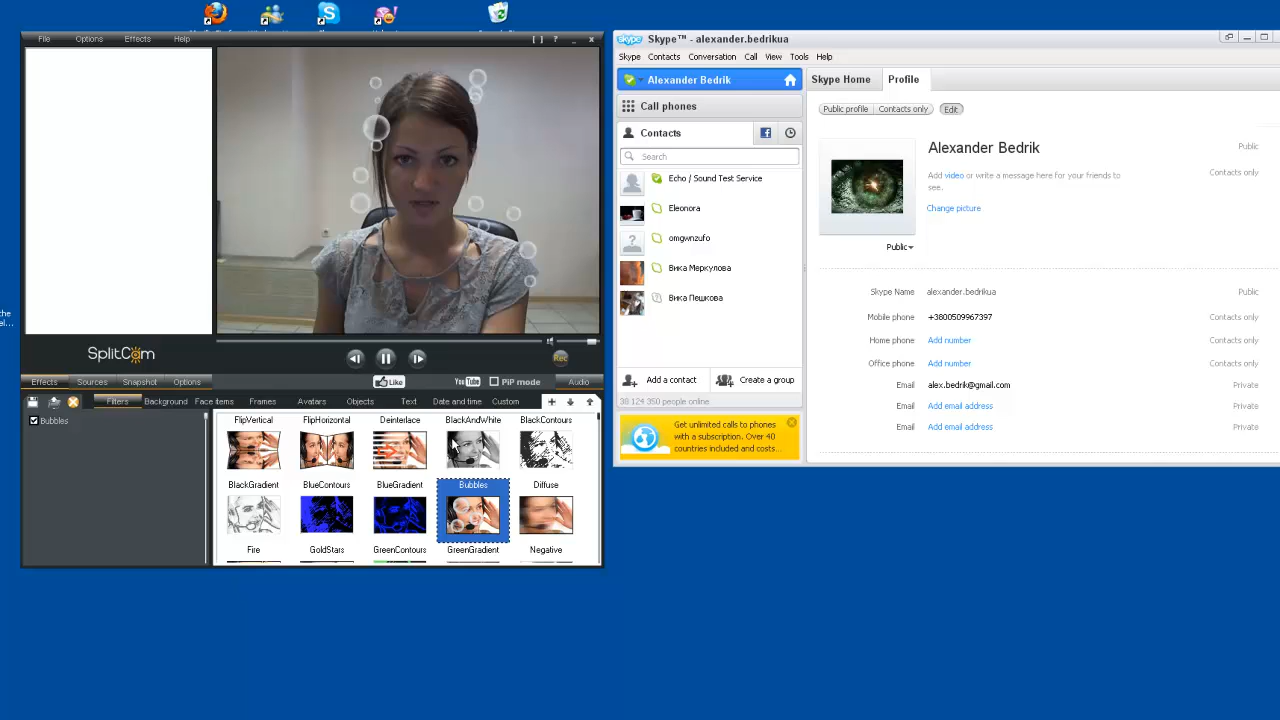 File Options Effects Help
SplitCam
Effects Sources Snapshot Options
Like
You Tube
PiP mode
Audio
Filters Background Face items Frames Avatars Objects Text Date and time Custom
Bubbles
FlipVertical FlipHorizontal Deinterlace BlackAndWhite BlackContours
BlackGradient BlueContours BlueGradient Bubbles Diffuse
Fire GoldStars GreenContours GreenGradient Negative
Rec
Skype™ - alexander.bedrikua
Skype Contacts Conversation Call View Tools Help
Alexander Bedrik
Call phones
Contacts
Search
Echo / Sound Test Service
Eleonora
omgwnzufo
Вика Меркулова
Вика Пешкова
Add a contact Create a group
38 124 350 people online
Get unlimited calls to phones
with a subscription. Over 40
countries included and costs...
Skype Home Profile
Public profile Contacts only Edit
Alexander Bedrik Public
Add video or write a message here for your friends to
see.
Contacts only
Change picture
Public
Skype Name alexander.bedrikua Public
Mobile phone +3800509967397 Contacts only
Home phone Add number Contacts only
Office phone Add number Contacts only
Email alex.bedrik@gmail.com Private
Email Add email address Private
Email Add email address Private
the